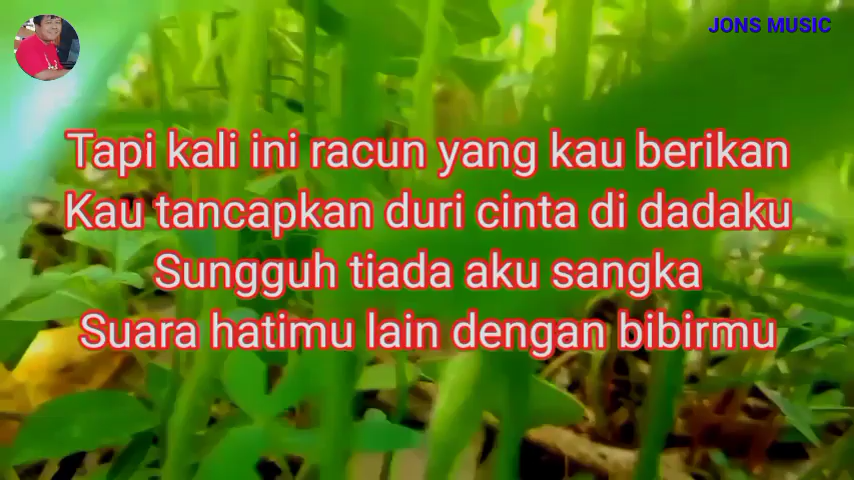 JONS MUSIC
Tapi kali ini racun yang kau berikan
Kau tancapkan duri cinta di dadaku
Sungguh tiada aku sangka
Suara hatimu lain dengan bibirmu